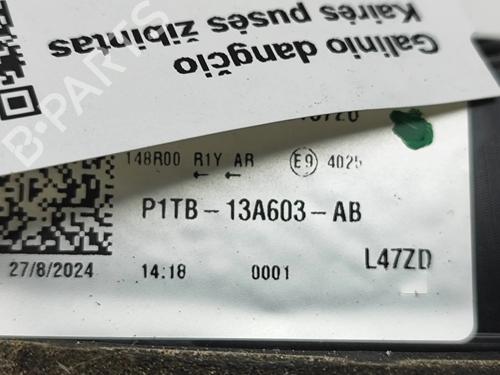 Galinio dangčio
Kairės pusės žibintas
B-PARTS
148R00 R1Y AR E9 4025
P1TB-13A603-AB
27/8/2024 14:18 0001 L47ZD